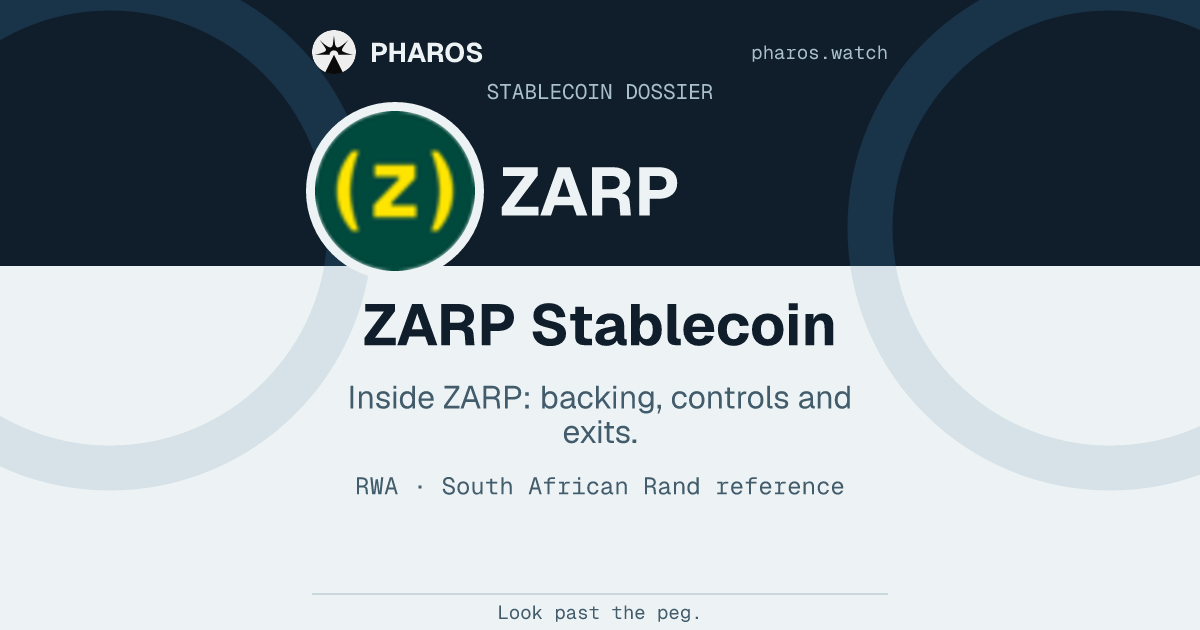 PHAROS
pharos.watch
STABLECOIN DOSSIER
(z)
ZARP
ZARP Stablecoin
Inside ZARP: backing, controls and
exits.
RWA · South African Rand reference
Look past the peg.